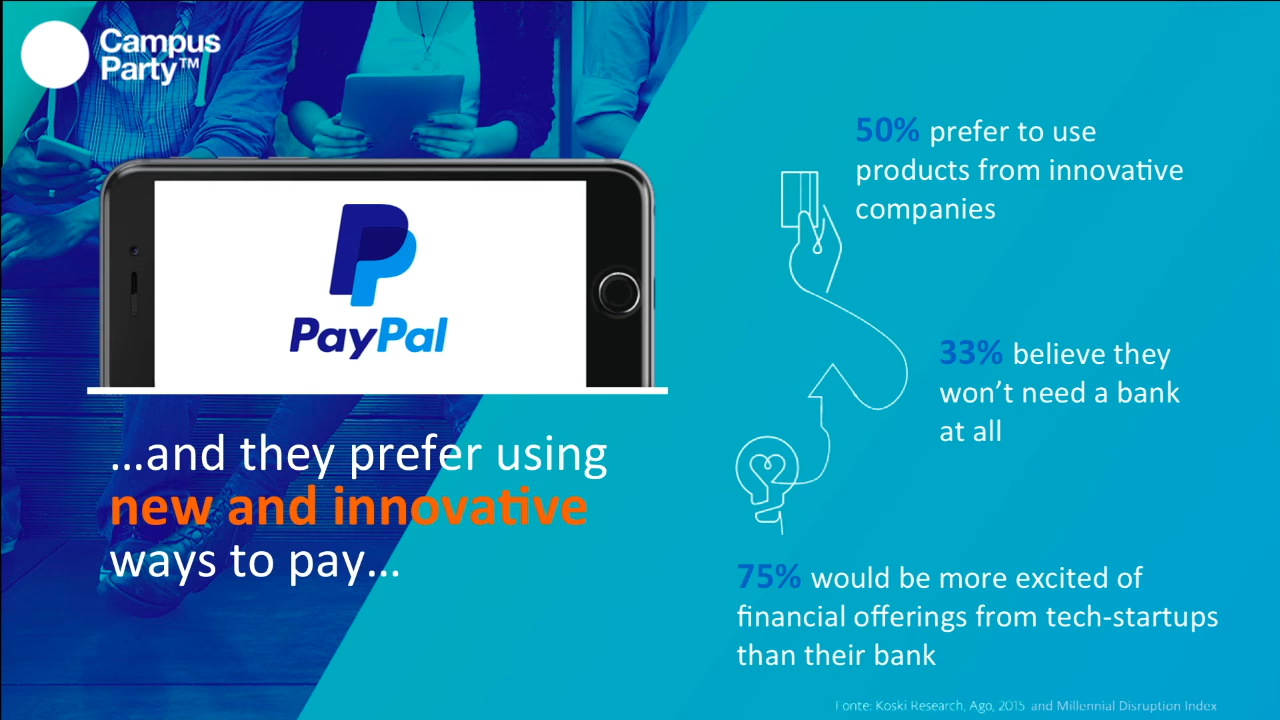 Campus
Party™
PayPal
...and they prefer using
new and innovative
ways to pay...
50% prefer to use
products from innovative
companies
33% believe they
won't need a bank
at all
75% would be more excited of
financial offerings from tech-startups
than their bank
Fonte: Koski Research, Ago, 2015 and Millennial Disruption Index